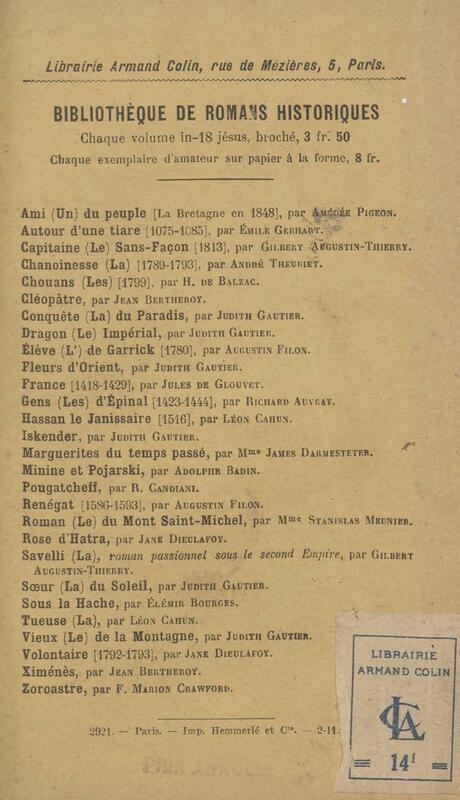 Librairie Armand Colin, rue de Mézières, 5, Paris.
BIBLIOTHÈQUE DE ROMANS HISTORIQUES
Chaque volume in-18 jésus, broché, 3 fr. 50
Chaque exemplaire d'amateur sur papier à la forme, 8 fr.
Ami (Un) du peuple [La Bretagne en 1848], par AMÉDÉE PIGEON.
Autour d'une tiare [1075-1085], par ÉMILE GEBHART.
Capitaine (Le) Sans-Façon [1813], par GILBERT AUGUSTIN-THIERRY.
Chanoinesse (La) [1789-1793], par ANDRÉ THEURIET.
Chouans (Les) [1799], par H. DE BALZAC.
Cléopâtre, par JEAN BERTHEROY.
Conquête (La) du Paradis, par JUDITH GAUTIER.
Dragon (Le) Impérial, par JUDITH GAUTIER.
Élève (L') de Garrick [1780], par AUGUSTIN FILON.
Fleurs d'Orient, par JUDITH GAUTIER.
France [1418-1429], par JULES DE GLOUVET.
Gens (Les) d'Épinal [1423-1444], par RICHARD AUVRAY.
Hassan le Janissaire [1516], par LÉON CAHUN.
Iskender, par JUDITH GAUTIER.
Marguerites du temps passé, par Mme JAMES DARMESTETER.
Minine et Pojarski, par ADOLPHE BADIN.
Pougatcheff, par R. CANDIANI.
Renégat [1586-1593], par AUGUSTIN FILON.
Roman (Le) du Mont Saint-Michel, par Mme STANISLAS MEUNIER.
Rose d'Hatra, par JANE DIEULAFOY.
Savelli (La), roman passionnel sous le second Empire, par GILBERT
AUGUSTIN-THIERRY.
Sœur (La) du Soleil, par JUDITH GAUTIER.
Sous la Hache, par ÉLÉMIR BOURGES.
Tueuse (La), par LÉON CAHUN.
Vieux (Le) de la Montagne, par JUDITH GAUTIER.
Volontaire [1792-1793], par JANE DIEULAFOY.
Ximénès, par JEAN BERTHEROY.
Zoroastre, par F. MARION CRAWFORD.
2921. — Paris. — Imp. Hemmerlé et Cie. — 2-11.
LIBRAIRIE
ARMAND COLIN
= 14f =